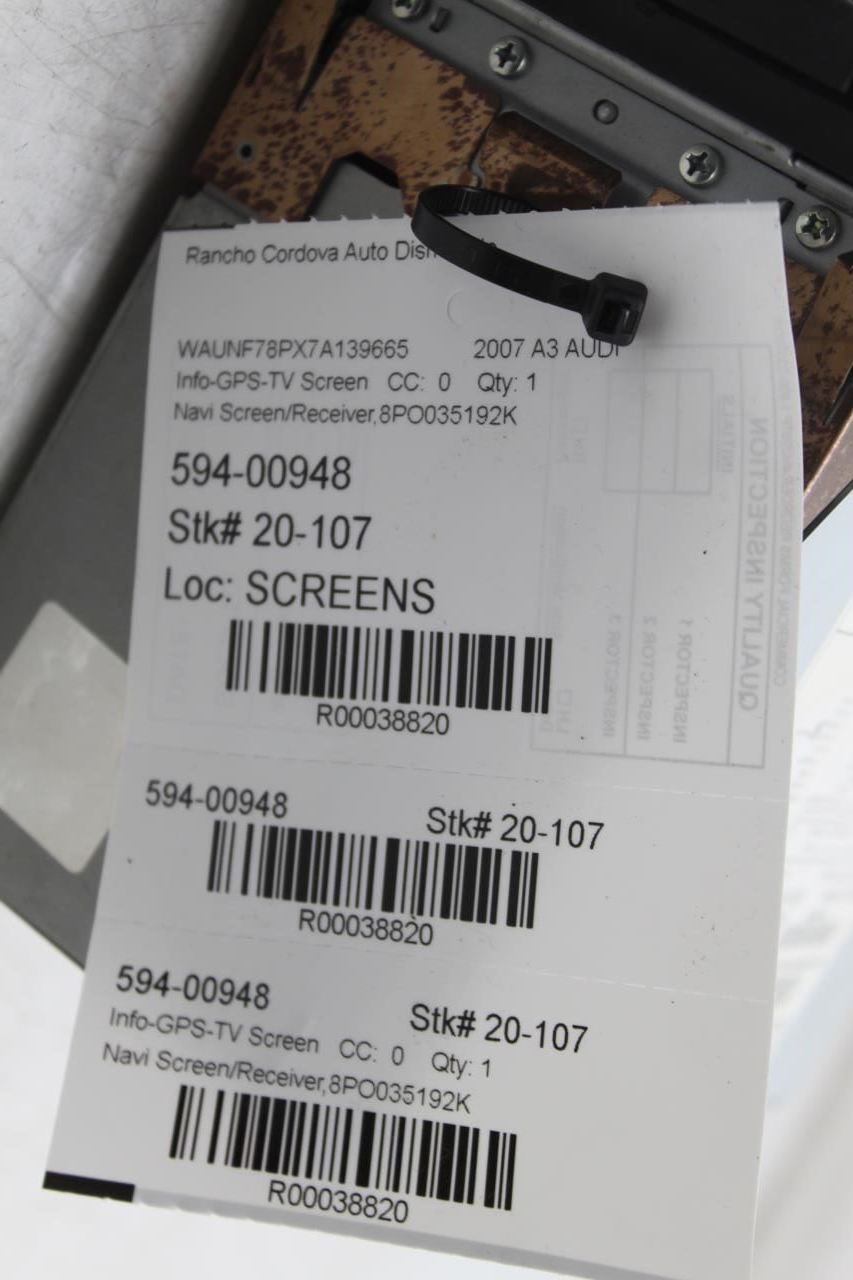 Rancho Cordova Auto
WAUNF78PX7A139665 2007 A3 AUDI
Info-GPS-TV Screen CC: 0 Qty: 1
Navi Screen/Receiver,8PO035192K
594-00948
Stk# 20-107
Loc: SCREENS
R00038820
594-00948 Stk# 20-107
R00038820
594-00948 Stk# 20-107
Info-GPS-TV Screen CC: 0 Qty: 1
Navi Screen/Receiver,8PO035192K
R00038820
QUALITY INSPECTION
INITIALS
INSPECTOR 1
INSPECTOR 2
INSPECTOR 3